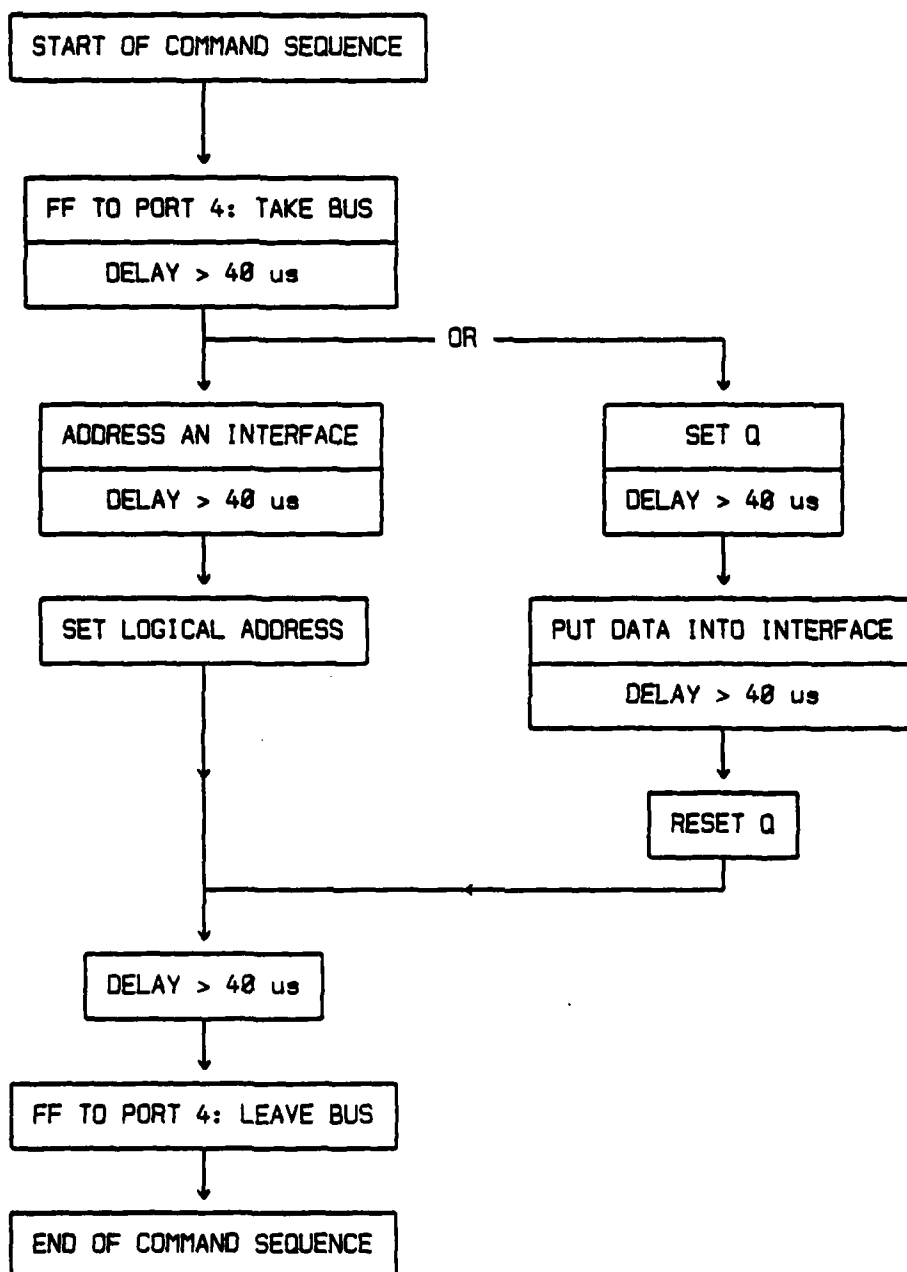 START OF COMMAND SEQUENCE
FF TO PORT 4: TAKE BUS
DELAY > 40 us
OR
ADDRESS AN INTERFACE
DELAY > 40 us
SET LOGICAL ADDRESS
SET Q
DELAY > 40 us
PUT DATA INTO INTERFACE
DELAY > 40 us
RESET Q
DELAY > 40 us
FF TO PORT 4: LEAVE BUS
END OF COMMAND SEQUENCE